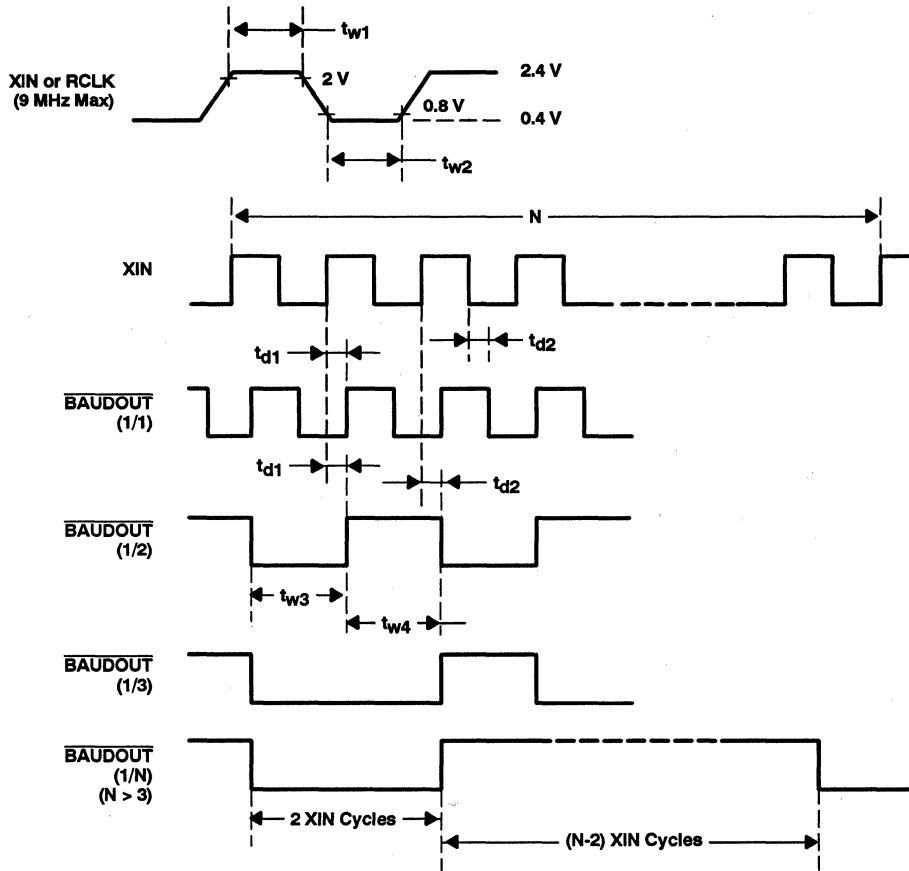 tw1
XIN or RCLK
(9 MHz Max)
2 V
2.4 V
0.8 V
0.4 V
tw2
N
XIN
td1
td2
BAUDOUT
(1/1)
td1
td2
BAUDOUT
(1/2)
tw3
tw4
BAUDOUT
(1/3)
BAUDOUT
(1/N)
(N > 3)
2 XIN Cycles
(N-2) XIN Cycles